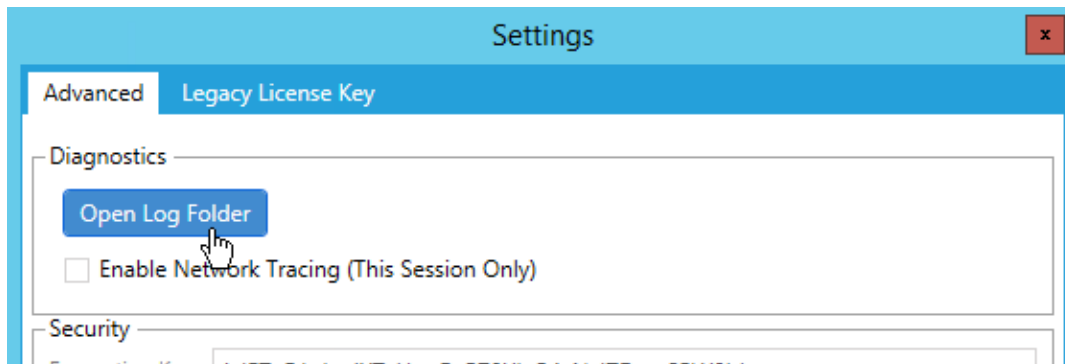 Settings
x
Advanced Legacy License Key
Diagnostics
Open Log Folder
Enable Network Tracing (This Session Only)
Security